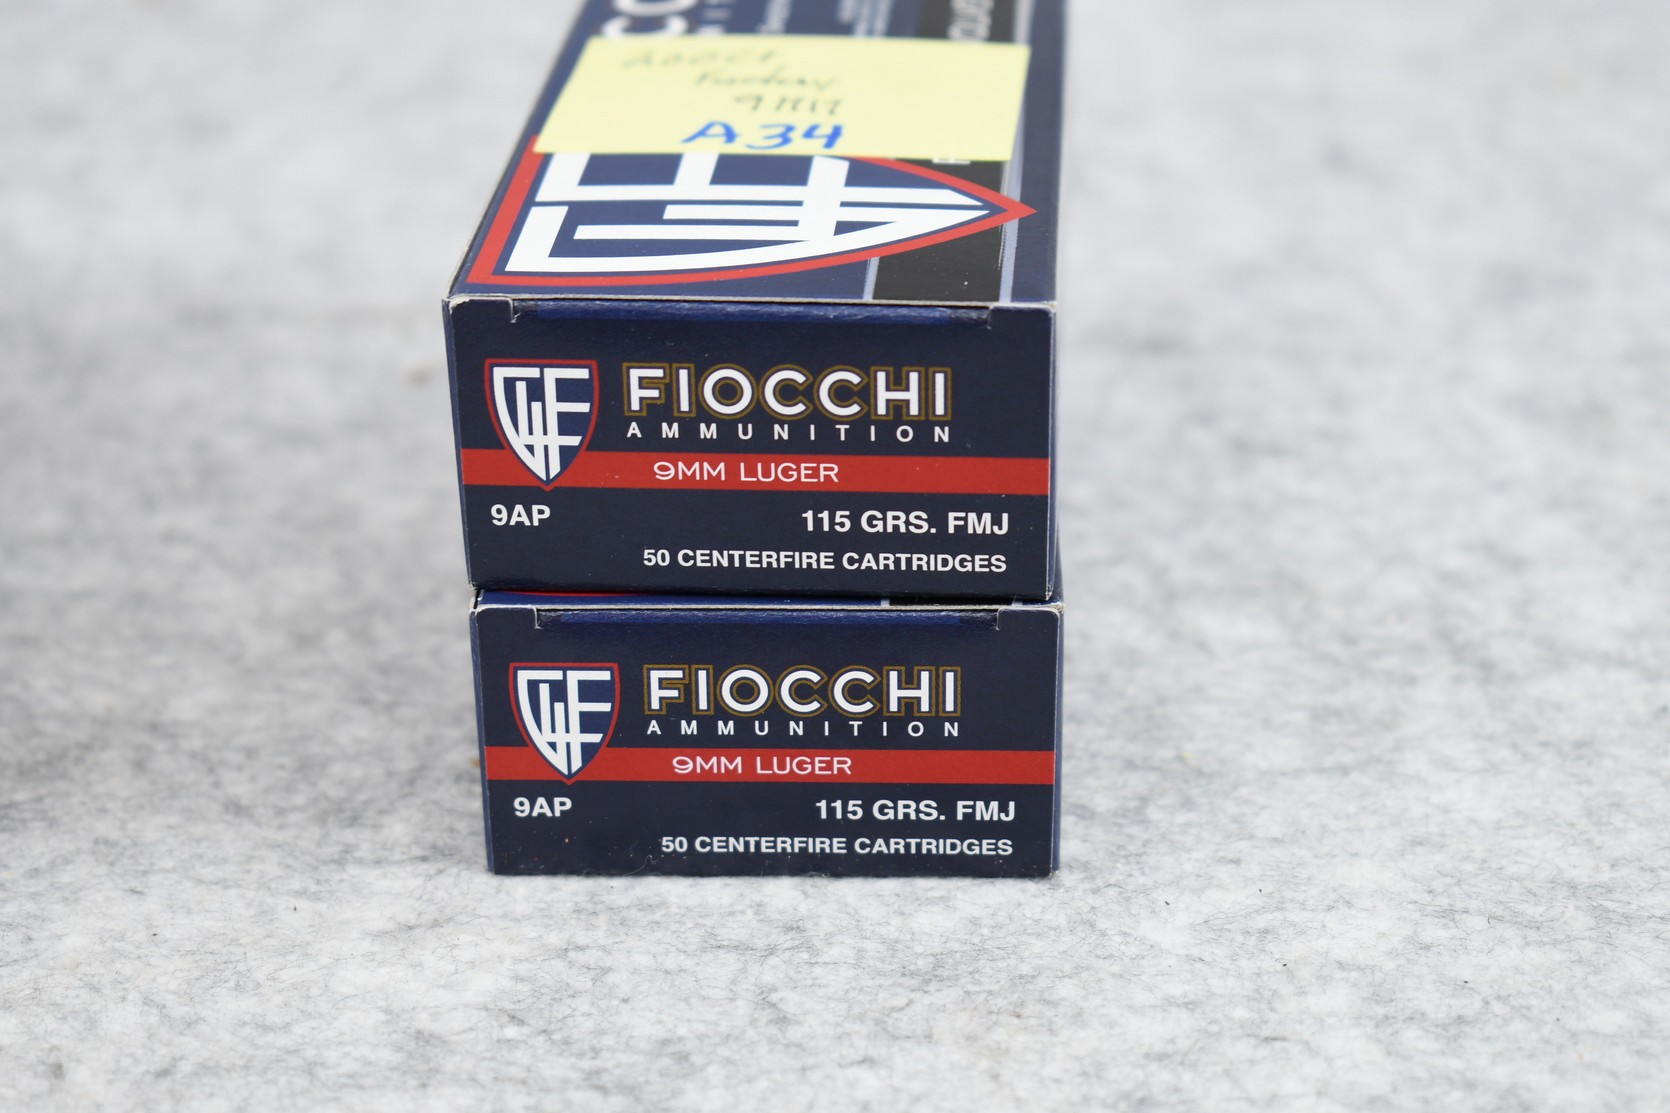 9MM
A34
FIOCCHI
AMMUNITION
9MM LUGER
9AP
115 GRS. FMJ
50 CENTERFIRE CARTRIDGES
FIOCCHI
AMMUNITION
9MM LUGER
9AP
115 GRS. FMJ
50 CENTERFIRE CARTRIDGES